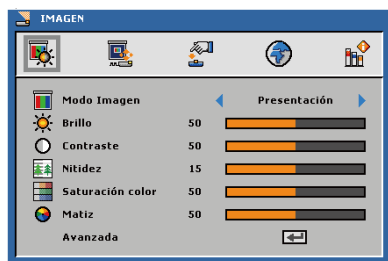 IMAGEN
Modo Imagen Presentación
Brillo 50
Contraste 50
Nitidez 15
Saturación color 50
Matiz 50
Avanzada